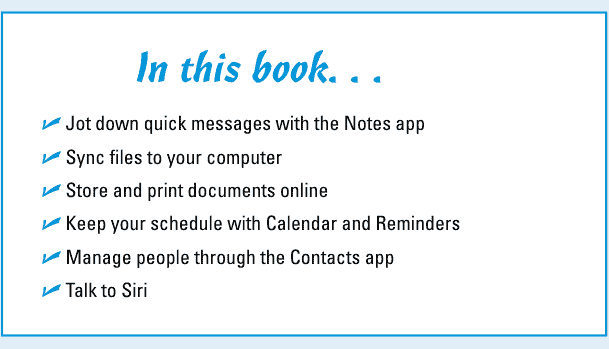 In this book. . .
✓ Jot down quick messages with the Notes app
✓ Sync files to your computer
✓ Store and print documents online
✓ Keep your schedule with Calendar and Reminders
✓ Manage people through the Contacts app
✓ Talk to Siri